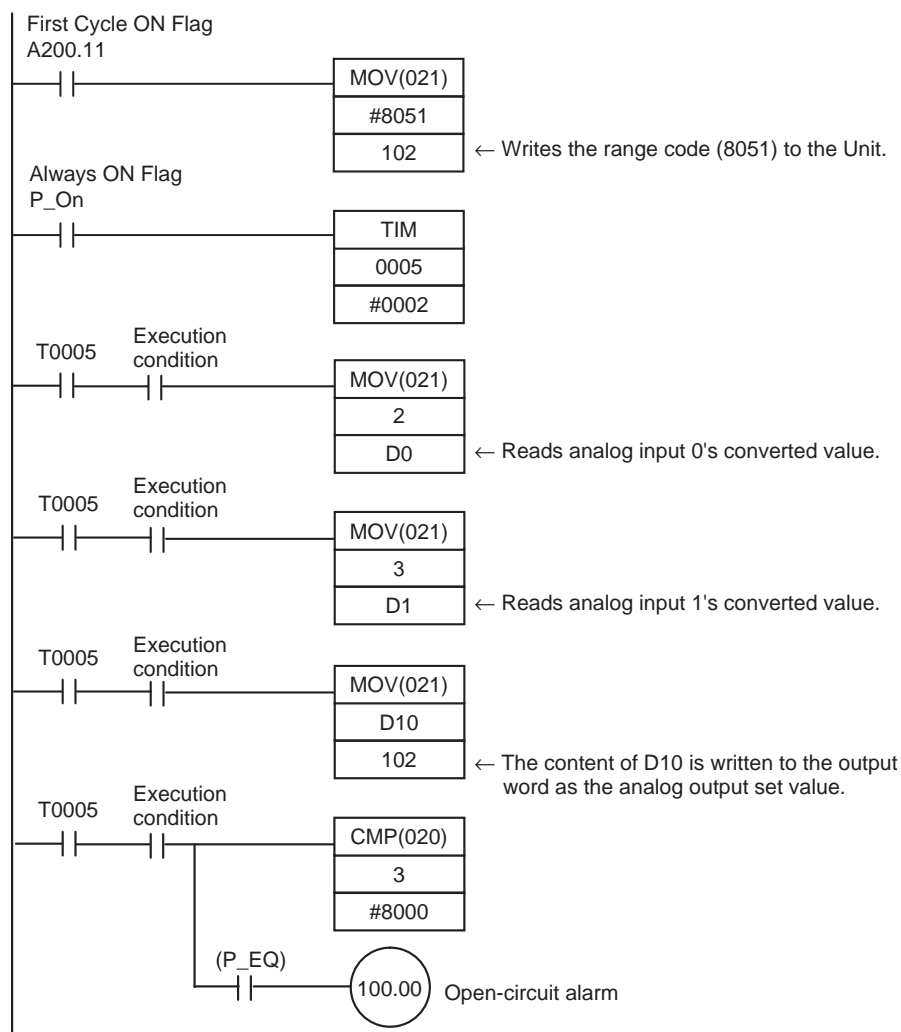 First Cycle ON Flag
A200.11
MOV(021)
#8051
102
← Writes the range code (8051) to the Unit.
Always ON Flag
P_On
TIM
0005
#0002
T0005
Execution
condition
MOV(021)
2
D0
← Reads analog input 0's converted value.
T0005
Execution
condition
MOV(021)
3
D1
← Reads analog input 1's converted value.
T0005
Execution
condition
MOV(021)
D10
102
← The content of D10 is written to the output
word as the analog output set value.
T0005
Execution
condition
CMP(020)
3
#8000
(P_EQ)
100.00
Open-circuit alarm